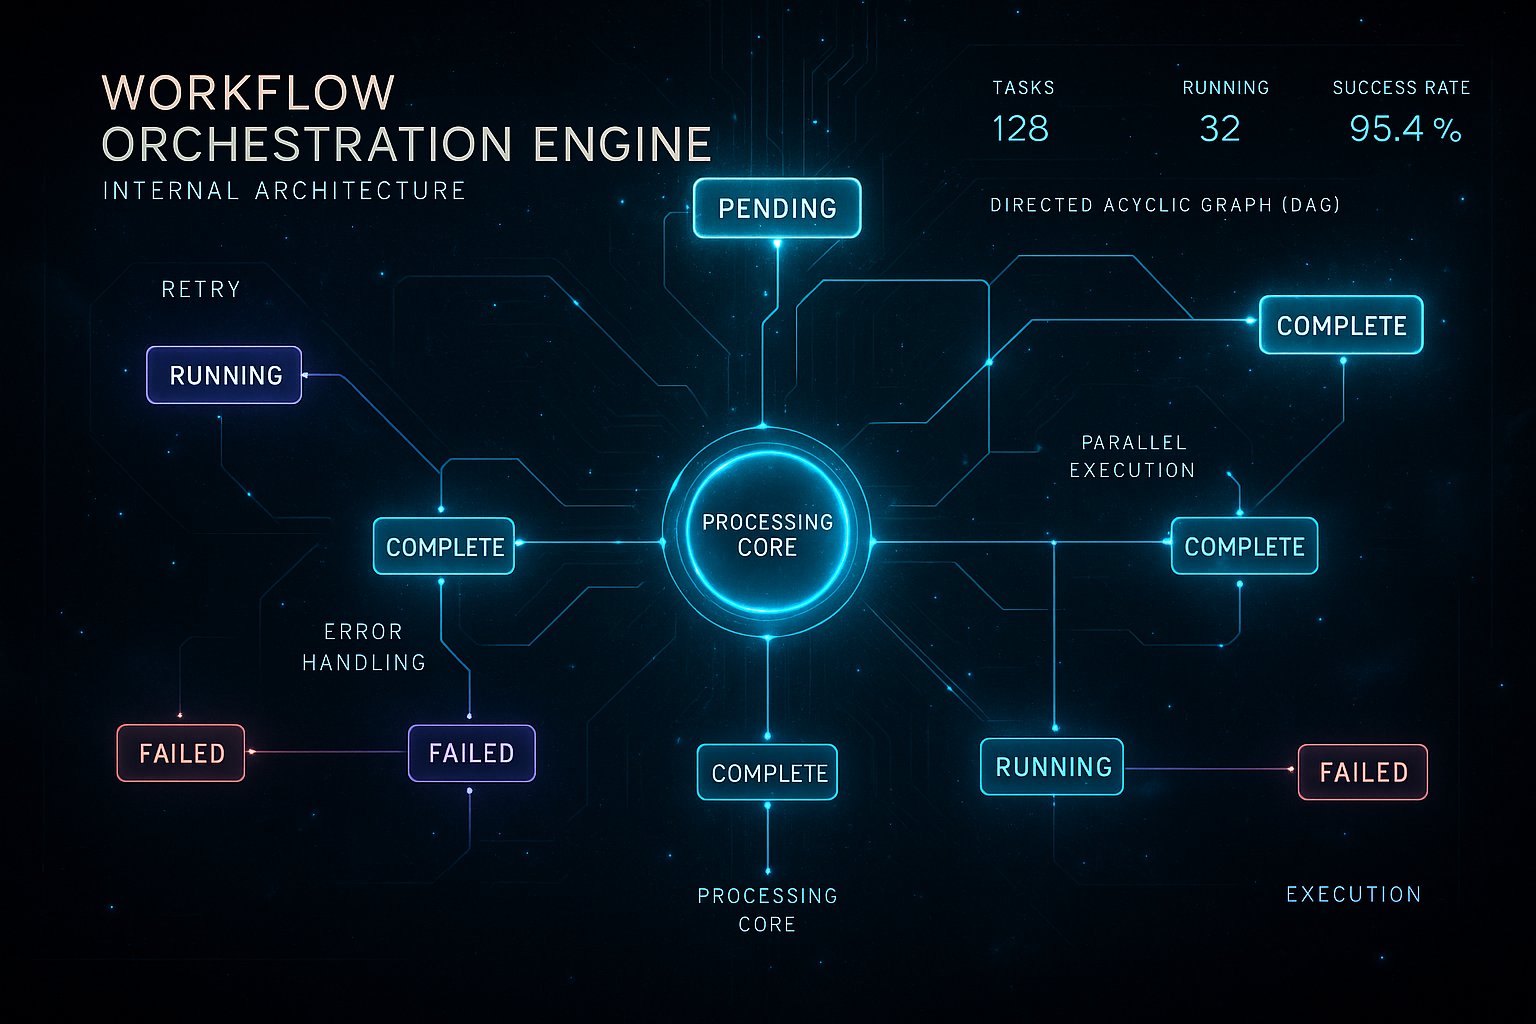 WORKFLOW
ORCHESTRATION ENGINE
INTERNAL ARCHITECTURE
TASKS
128
RUNNING
32
SUCCESS RATE
95.4 %
DIRECTED ACYCLIC GRAPH (DAG)
PENDING
RETRY
RUNNING
COMPLETE
PARALLEL
EXECUTION
PROCESSING
CORE
COMPLETE
COMPLETE
ERROR
HANDLING
FAILED
FAILED
COMPLETE
RUNNING
FAILED
PROCESSING
CORE
EXECUTION